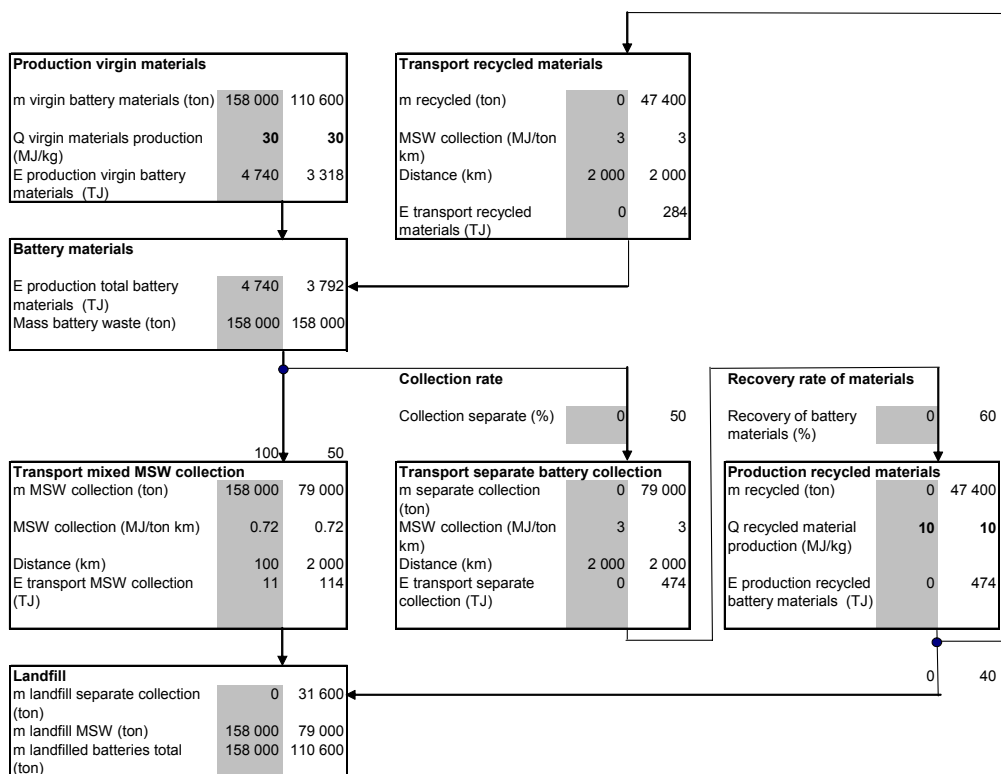 Production virgin materials
m virgin battery materials (ton) 158 000 110 600
Q virgin materials production 30 30
(MJ/kg)
E production virgin battery 4 740 3 318
materials (TJ)
Transport recycled materials
m recycled (ton) 0 47 400
MSW collection (MJ/ton 3 3
km)
Distance (km) 2 000 2 000
E transport recycled 0 284
materials (TJ)
Battery materials
E production total battery 4 740 3 792
materials (TJ)
Mass battery waste (ton) 158 000 158 000
Collection rate
Collection separate (%) 0 50
Recovery rate of materials
Recovery of battery 0 60
materials (%)
100 50
Transport mixed MSW collection
m MSW collection (ton) 158 000 79 000
MSW collection (MJ/ton km) 0.72 0.72
Distance (km) 100 2 000
E transport MSW collection 11 114
(TJ)
Transport separate battery collection
m separate collection 0 79 000
(ton)
MSW collection (MJ/ton 3 3
km)
Distance (km) 2 000 2 000
E transport separate 0 474
collection (TJ)
Production recycled materials
m recycled (ton) 0 47 400
Q recycled material 10 10
production (MJ/kg)
E production recycled 0 474
battery materials (TJ)
0 40
Landfill
m landfill separate collection 0 31 600
(ton)
m landfill MSW (ton) 158 000 79 000
m landfilled batteries total 158 000 110 600
(ton)